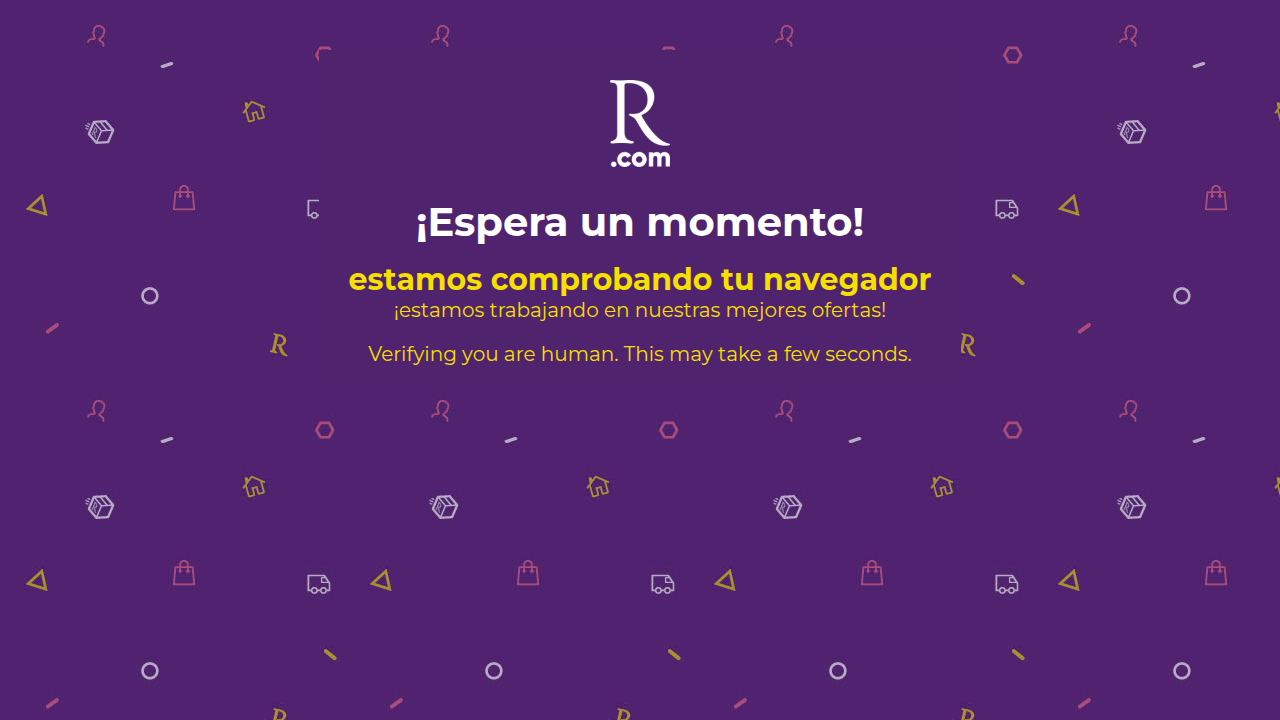 R
.com
¡Espera un momento!
estamos comprobando tu navegador
¡estamos trabajando en nuestras mejores ofertas!
Verifying you are human. This may take a few seconds.